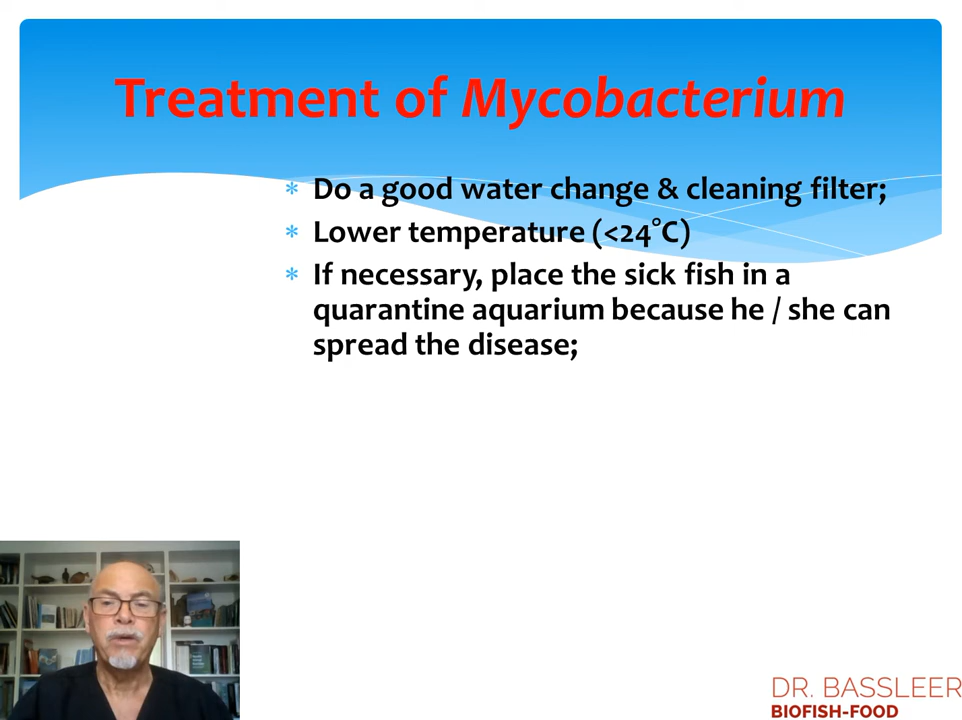 Treatment of Mycobacterium
* Do a good water change & cleaning filter;
* Lower temperature (<24°C)
* If necessary, place the sick fish in a
quarantine aquarium because he / she can
spread the disease;
DR. BASSLEER
BIOFISH-FOOD